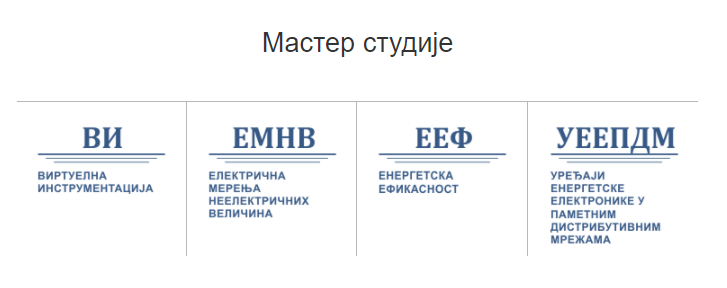 Мастер студије
ВИ
ВИРТУЕЛНА
ИНСТРУМЕНТАЦИЈА
ЕМНВ
ЕЛЕКТРИЧНА
МЕРЕЊА
НЕЕЛЕКТРИЧНИХ
ВЕЛИЧИНА
ЕЕФ
ЕНЕРГЕТСКА
ЕФИКАСНОСТ
УЕЕПДМ
УРЕЂАЈИ
ЕНЕРГЕТСКЕ
ЕЛЕКТРОНИКЕ У
ПАМЕТНИМ
ДИСТРИБУТИВНИМ
МРЕЖАМА